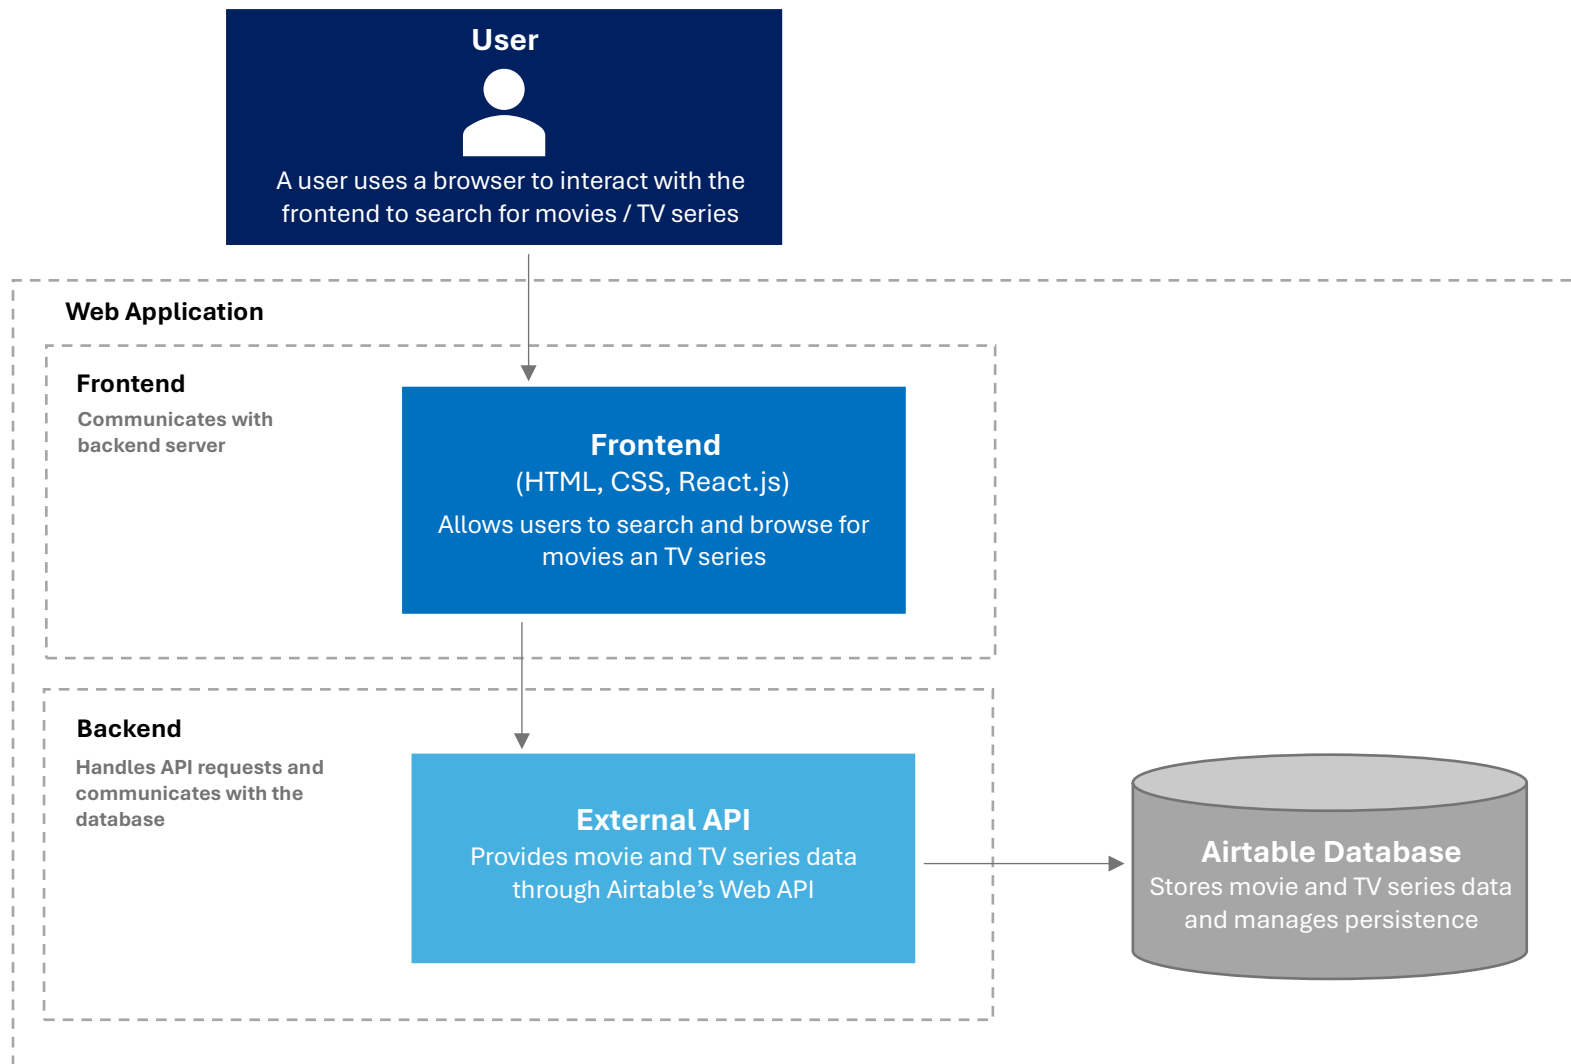 User
A user uses a browser to interact with the
frontend to search for movies / TV series
Web Application
Frontend
Communicates with
backend server
Frontend
(HTML, CSS, React.js)
Allows users to search and browse for
movies an TV series
Backend
Handles API requests and
communicates with the
database
External API
Provides movie and TV series data
through Airtable’s Web API
Airtable Database
Stores movie and TV series data
and manages persistence